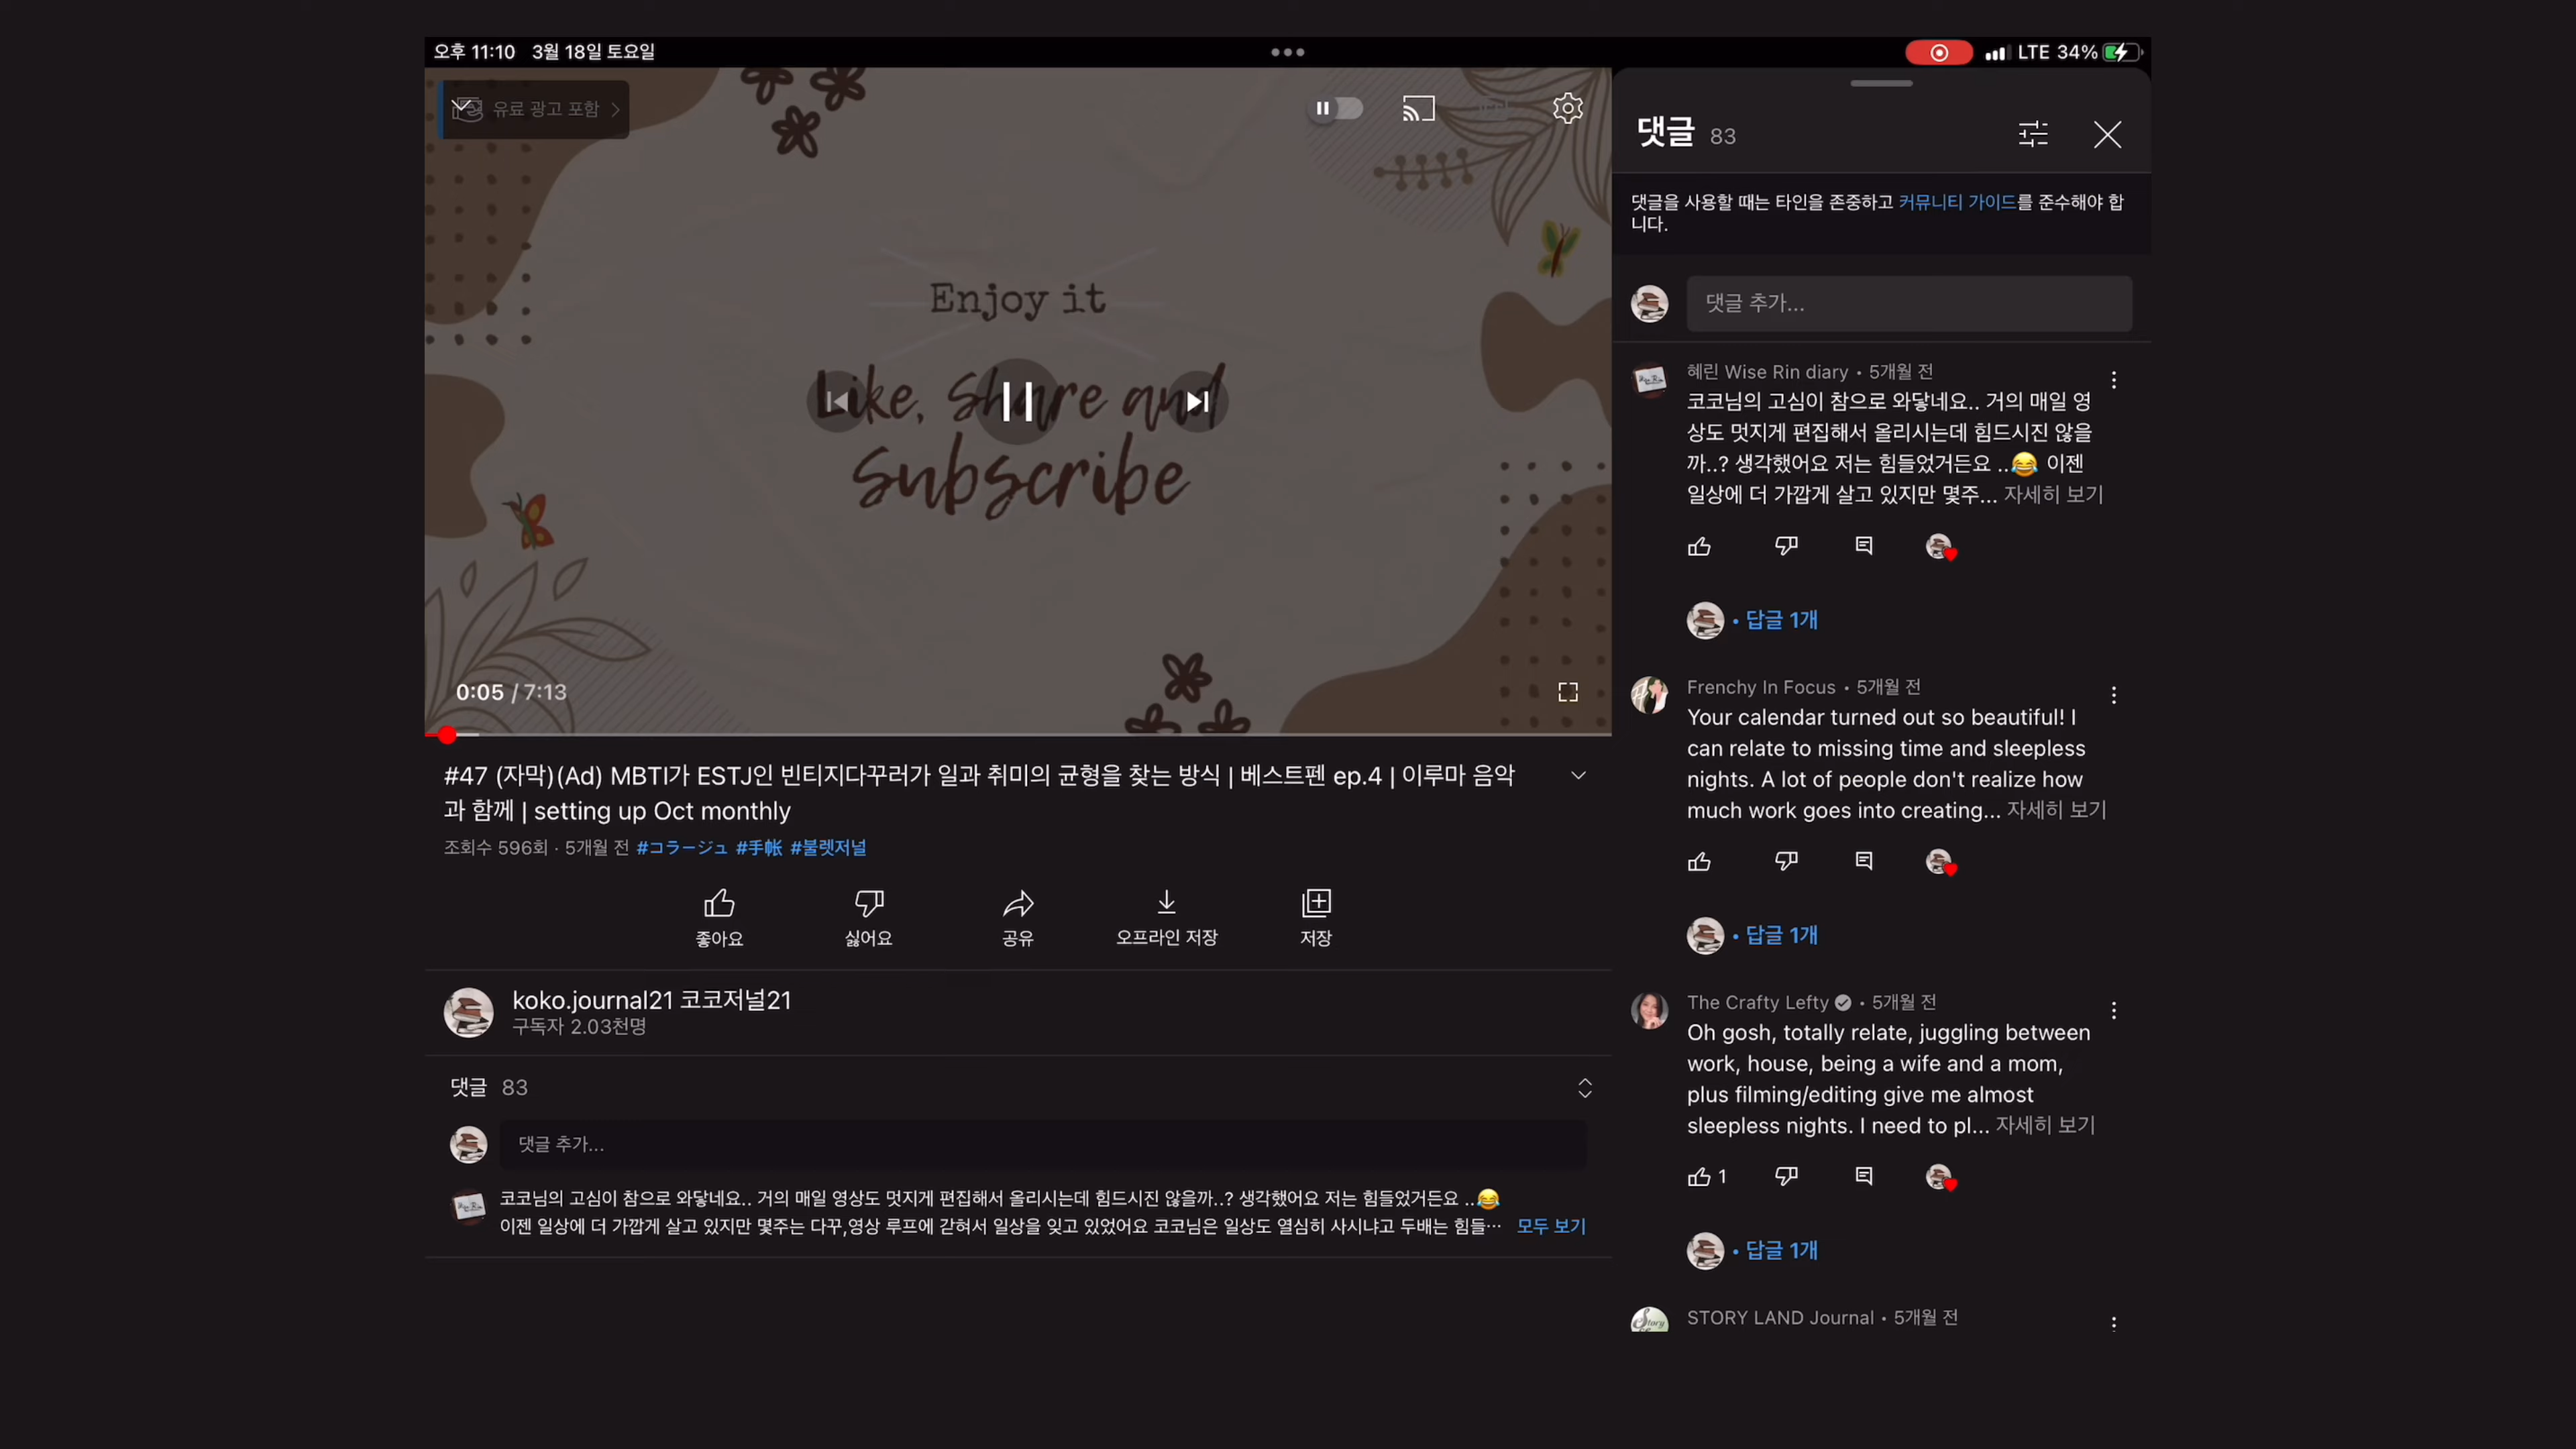 오후 11:10 3월 18일 토요일
LTE 34%
유료 광고 포함
Enjoy it
Like, Share and
Subscribe
0:05 / 7:13
#47 (자막)(Ad) MBTI가 ESTJ인 빈티지다꾸러가 일과 취미의 균형을 찾는 방식 | 베스트펜 ep.4 | 이루마 음악
과 함께 | setting up Oct monthly
조회수 596회 · 5개월 전 #コラージュ #手帐 #불렛저널
좋아요
싫어요
공유
오프라인 저장
저장
koko.journal21 코코저널21
구독자 2.03천명
댓글 83
댓글 추가...
코코님의 고심이 참으로 와닿네요.. 거의 매일 영상도 멋지게 편집해서 올리시는데 힘드시진 않을까..? 생각했어요 저는 힘들었거든요 ..😂
이젠 일상에 더 가깝게 살고 있지만 몇주는 다꾸,영상 루프에 갇혀서 일상을 잊고 있었어요 코코님은 일상도 열심히 사시냐고 두배는 힘들… 모두 보기
댓글 83
댓글을 사용할 때는 타인을 존중하고 커뮤니티 가이드를 준수해야 합
니다.
댓글 추가...
혜린 Wise Rin diary • 5개월 전
코코님의 고심이 참으로 와닿네요.. 거의 매일 영
상도 멋지게 편집해서 올리시는데 힘드시진 않을
까..? 생각했어요 저는 힘들었거든요 ..😂 이젠
일상에 더 가깝게 살고 있지만 몇주... 자세히 보기
• 답글 1개
Frenchy In Focus • 5개월 전
Your calendar turned out so beautiful! I
can relate to missing time and sleepless
nights. A lot of people don't realize how
much work goes into creating... 자세히 보기
• 답글 1개
The Crafty Lefty • 5개월 전
Oh gosh, totally relate, juggling between
work, house, being a wife and a mom,
plus filming/editing give me almost
sleepless nights. I need to pl... 자세히 보기
1
• 답글 1개
STORY LAND Journal • 5개월 전